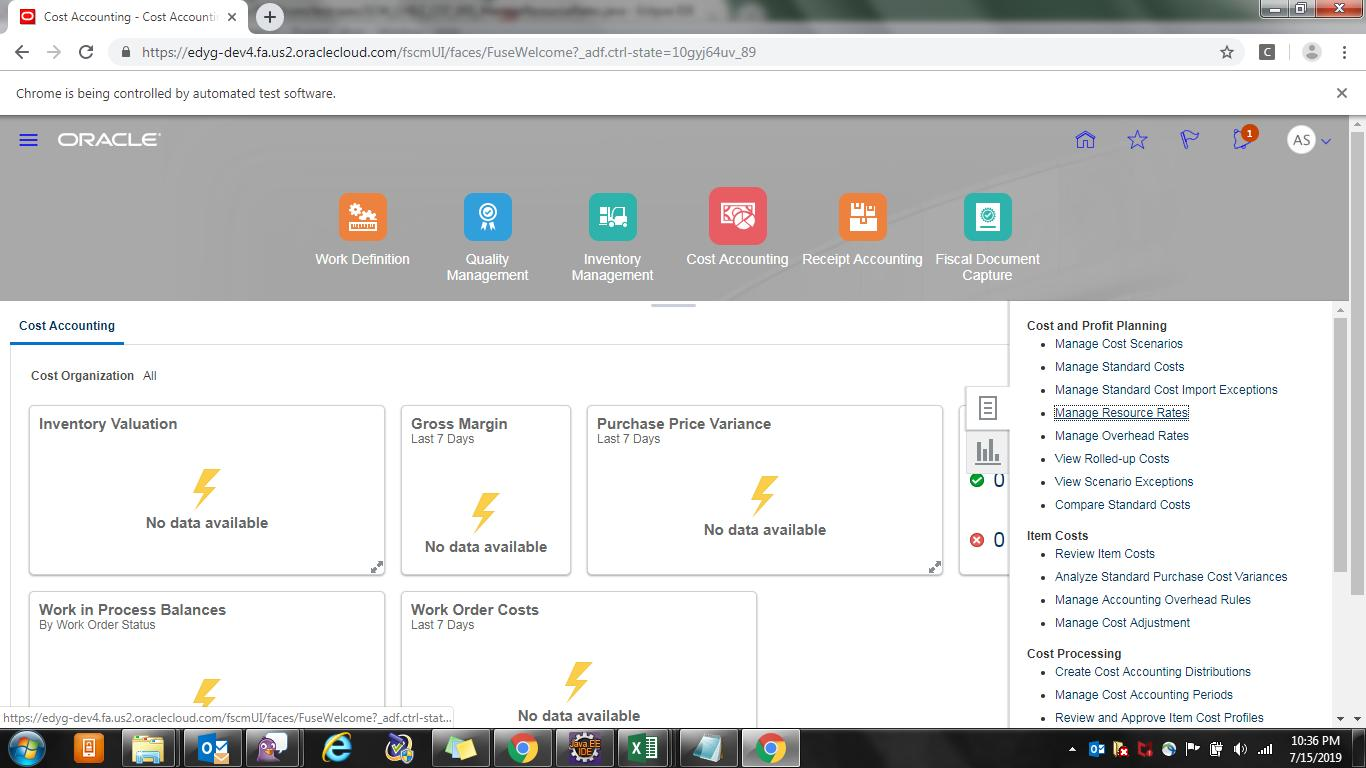 Cost Accounting - Cost Accounti
https://edyg-dev4.fa.us2.oraclecloud.com/fscmUI/faces/FuseWelcome?_adf.ctrl-state=10gyj64uv_89
C
Chrome is being controlled by automated test software.
ORACLE
1
AS
Work Definition
Quality
Management
Inventory
Management
Cost Accounting
Receipt Accounting
Fiscal Document
Capture
Cost Accounting
Cost Organization All
Inventory Valuation
No data available
Gross Margin
Last 7 Days
No data available
Purchase Price Variance
Last 7 Days
No data available
0
0
Work in Process Balances
By Work Order Status
Work Order Costs
Last 7 Days
No data available
Cost and Profit Planning
Manage Cost Scenarios
Manage Standard Costs
Manage Standard Cost Import Exceptions
Manage Resource Rates
Manage Overhead Rates
View Rolled-up Costs
View Scenario Exceptions
Compare Standard Costs
Item Costs
Review Item Costs
Analyze Standard Purchase Cost Variances
Manage Accounting Overhead Rules
Manage Cost Adjustment
Cost Processing
Create Cost Accounting Distributions
Manage Cost Accounting Periods
Review and Approve Item Cost Profiles
https://edyg-dev4.fa.us2.oraclecloud.com/fscmUI/faces/FuseWelcome?_adf.ctrl-stat...
Java EE
IDE
10:36 PM
7/15/2019